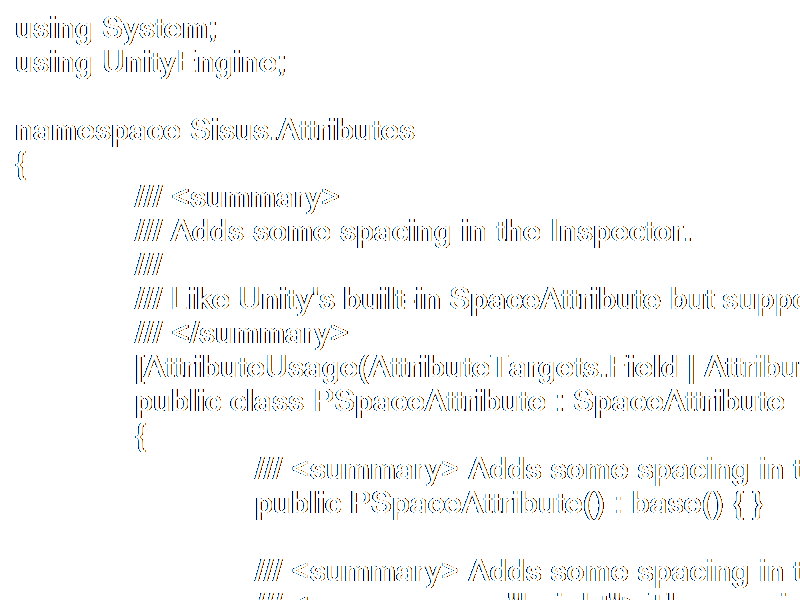 using System;
using UnityEngine;

namespace Sisus.Attributes
{
/// <summary>
/// Adds some spacing in the Inspector.
///
/// Like Unity's built-in SpaceAttribute but suppo
/// </summary>
[AttributeUsage(AttributeTargets.Field | Attribu
public class PSpaceAttribute : SpaceAttribute
{
/// <summary> Adds some spacing in t
public PSpaceAttribute() : base() { }

/// <summary> Adds some spacing in t